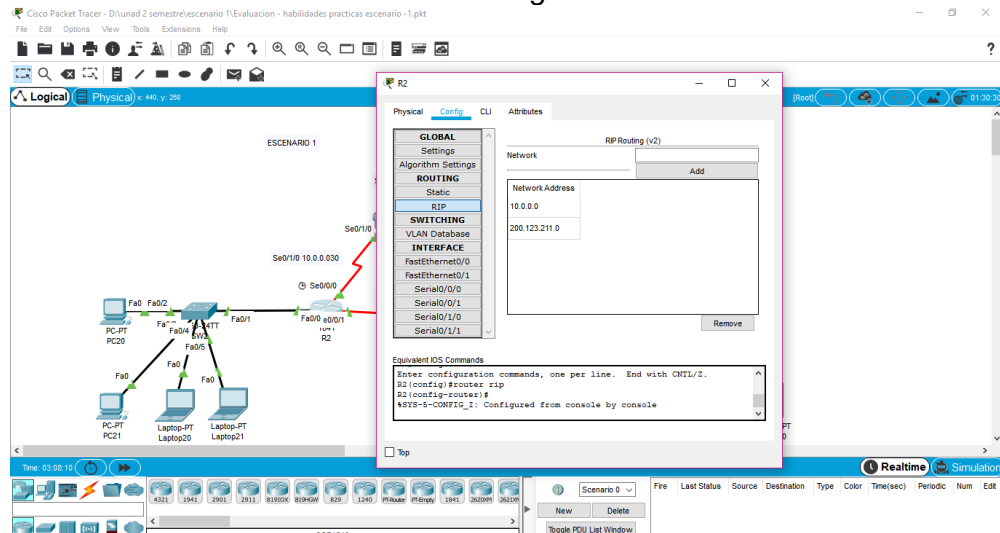 Cisco Packet Tracer - D:\unad 2 semestre\escenario 1\Evaluacion - habilidades practicas escenario -1.pkt
File Edit Options View Tools Extensions Help
?
Logical Physical x: 440, y: 268
[Root] 01:30:30
ESCENARIO 1
Se0/1/0
Se0/1/0 10.0.0.030
Se0/0/0
Fa0 Fa0/2
Fa0/1
Fa0/0
Fa0/4
SW2
R2
Fa0/5
PC-PT
PC20
Fa0
Fa0
Fa0
PC-PT
PC21
Laptop-PT
Laptop20
Laptop-PT
Laptop21
R2
Physical Config CLI Attributes
GLOBAL
Settings
Algorithm Settings
ROUTING
Static
RIP
SWITCHING
VLAN Database
INTERFACE
FastEthernet0/0
FastEthernet0/1
Serial0/0/0
Serial0/0/1
Serial0/1/0
Serial0/1/1
RIP Routing (v2)
Network
Add
Network Address
10.0.0.0
200.123.211.0
Remove
Equivalent IOS Commands
Enter configuration commands, one per line. End with CNTL/Z.
R2(config)#router rip
R2(config-router)#
%SYS-5-CONFIG_I: Configured from console by console
Top
PT
Time: 03:08:10
Realtime Simulation
4321 1941 2901 2911 819IOX 819HGW 829 1240 PT-Router PT-Empty 1841 2620XM 2621XM
Scenario 0
New Delete
Toggle PDU List Window
Fire Last Status Source Destination Type Color Time(sec) Periodic Num Edit